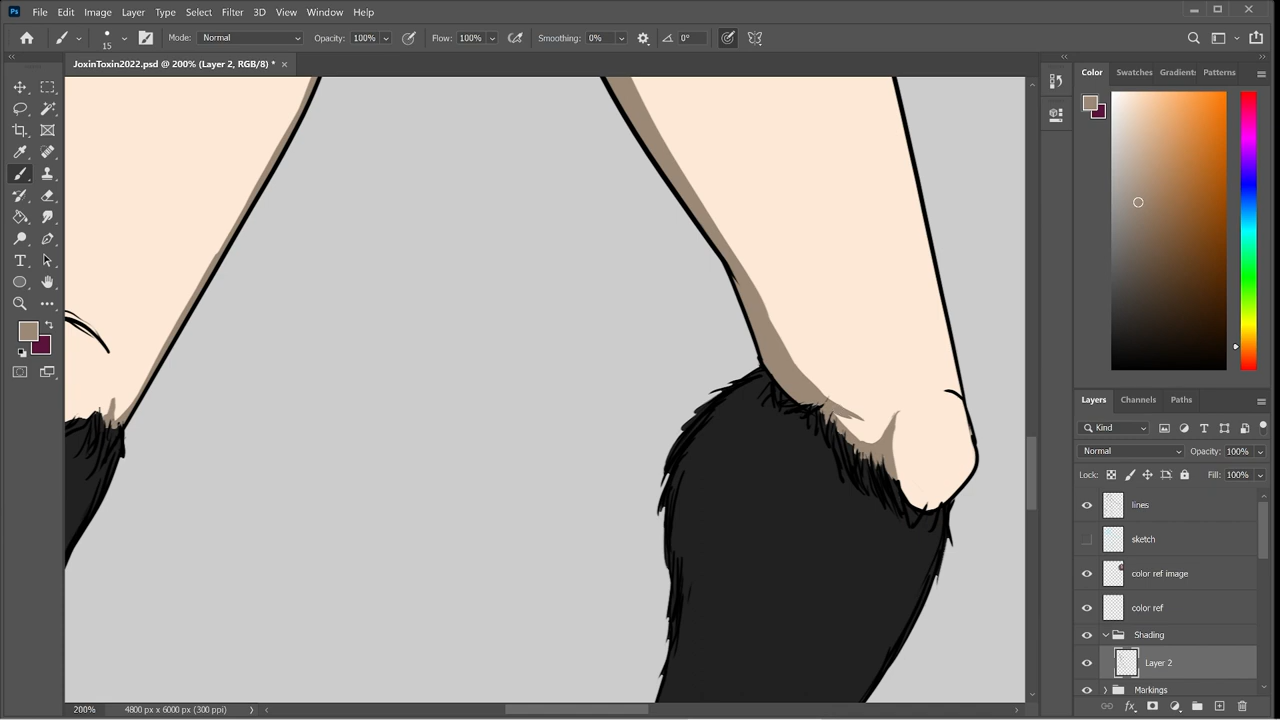 Ps File Edit Image Layer Type Select Filter 3D View Window Help
15 Mode: Normal Opacity: 100% Flow: 100% Smoothing: 0% 0°
JoxinToxin2022.psd @ 200% (Layer 2, RGB/8) *
Color Swatches Gradient: Patterns
Layers Channels Paths
Kind
Normal Opacity: 100%
Lock: Fill: 100%
lines
sketch
color ref image
color ref
Shading
Layer 2
Markings
200% 4800 px x 6000 px (300 ppi)